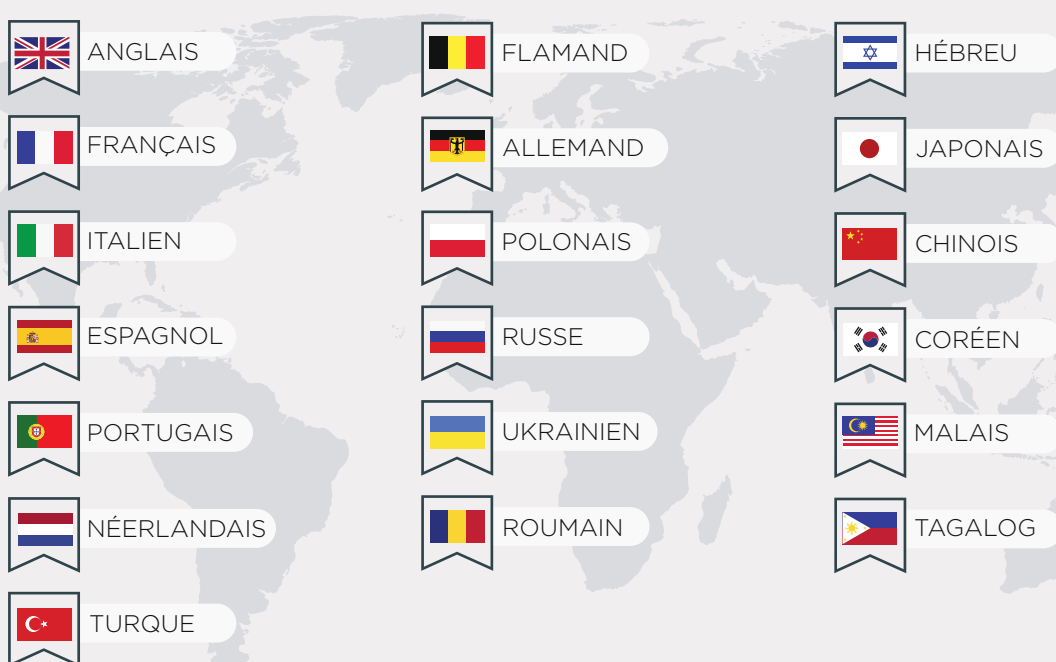 ANGLAIS
FRANÇAIS
ITALIEN
ESPAGNOL
PORTUGAIS
NÉERLANDAIS
TURQUE
FLAMAND
ALLEMAND
POLONAIS
RUSSE
UKRAINIEN
ROUMAIN
HÉBREU
JAPONAIS
CHINOIS
CORÉEN
MALAIS
TAGALOG